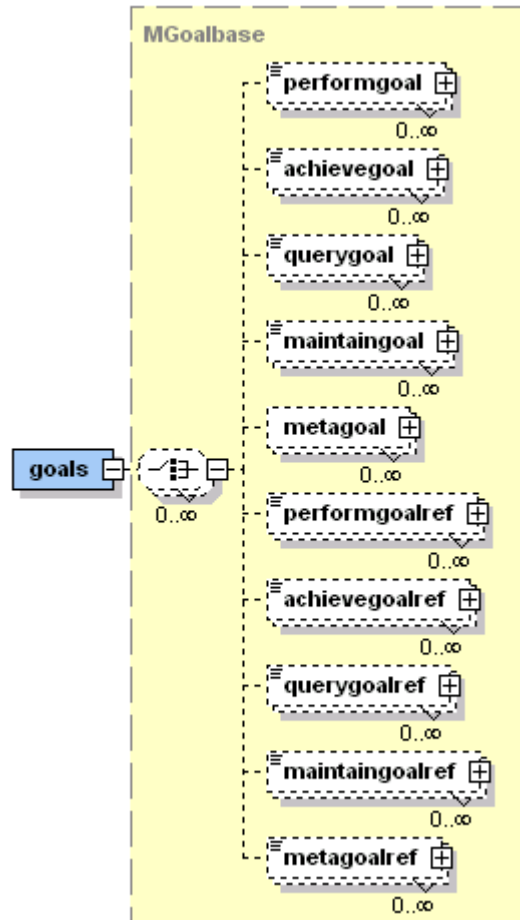 MGoalbase
performgoal
0..∞
achievegoal
0..∞
querygoal
0..∞
maintaingoal
0..∞
metagoal
0..∞
goals
0..∞
performgoalref
0..∞
achievegoalref
0..∞
querygoalref
0..∞
maintaingoalref
0..∞
metagoalref
0..∞